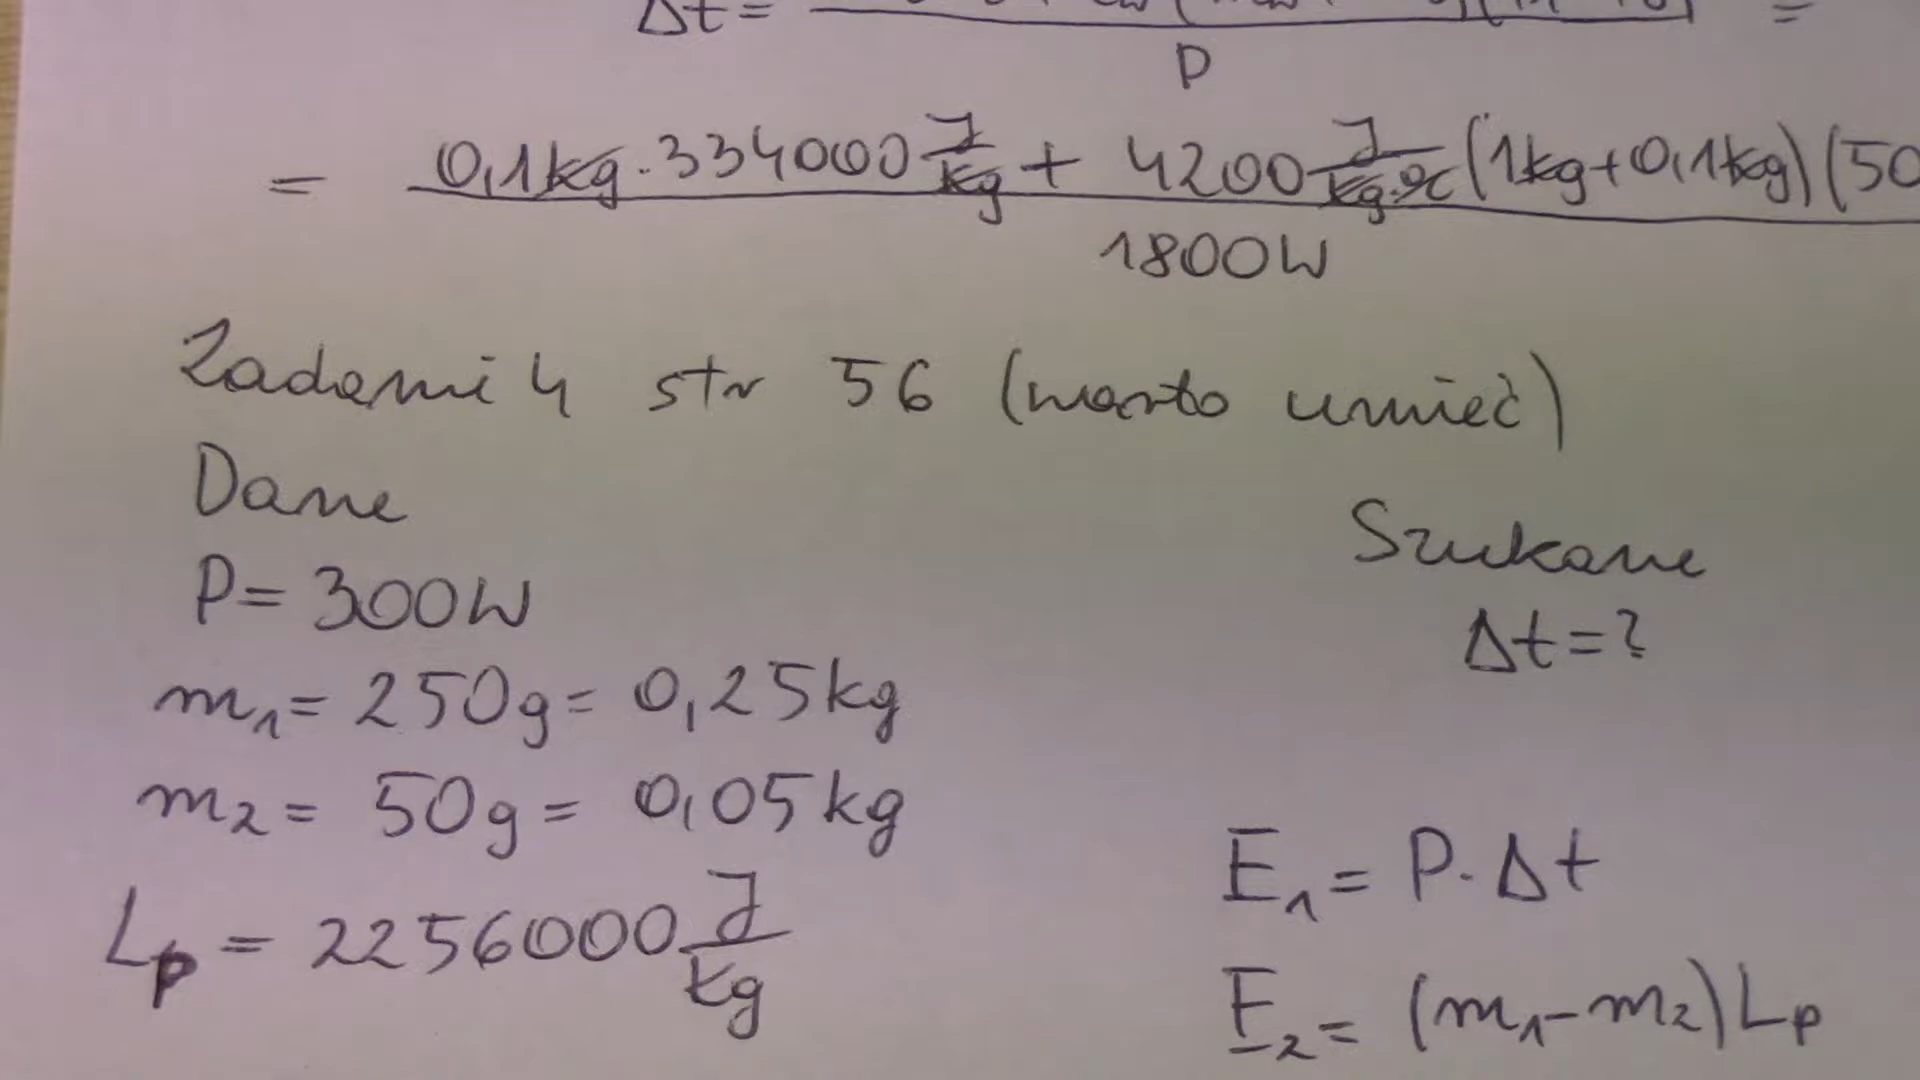 Δt =
P
= 0,1kg·334000 J/kg + 4200 J/kg·°C (1kg+0,1kg)(50
1800W
Zadanie 4 str 56 (warto umieć)
Dane
Szukane
P = 300W
Δt = ?
m₁ = 250g = 0,25kg
m₂ = 50g = 0,05kg
E₁ = P·Δt
Lp = 2256000 J/kg
E₂ = (m₁-m₂)Lp